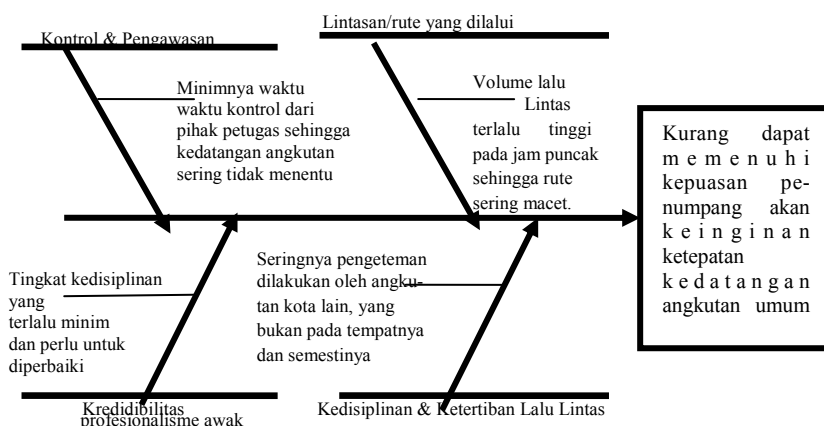 Kontrol & Pengawasan
Lintasan/rute yang dilalui
Minimnya waktu
waktu kontrol dari
pihak petugas sehingga
kedatangan angkutan
sering tidak menentu
Volume lalu
Lintas
terlalu tinggi
pada jam puncak
sehingga rute
sering macet.
Kurang dapat
memenuhi
kepuasan pe-
numpang akan
keinginan
ketepatan
kedatangan
angkutan umum
Tingkat kedisiplinan
yang
terlalu minim
dan perlu untuk
diperbaiki
Seringnya pengeteman
dilakukan oleh angku-
tan kota lain, yang
bukan pada tempatnya
dan semestinya
Kredidibilitas
profesionalisme awak
Kedisiplinan & Ketertiban Lalu Lintas